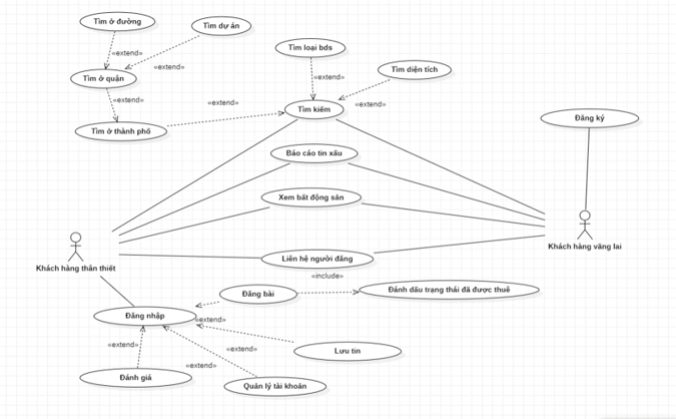 Tìm ở đường
Tìm dự án
«extend»
«extend»
Tìm loại bds
Tìm diện tích
Tìm ở quận
«extend»
«extend»
«extend»
«extend»
Tìm ở thành phố
Tìm kiếm
Đăng ký
Báo cáo tin xấu
Xem bất động sản
Khách hàng vãng lai
Liên hệ người đăng
Khách hàng thân thiết
«include»
Đăng bài
Đánh dấu trạng thái đã được thuê
Đăng nhập
«extend»
«extend»
«extend»
Lưu tin
«extend»
Đánh giá
Quản lý tài khoản